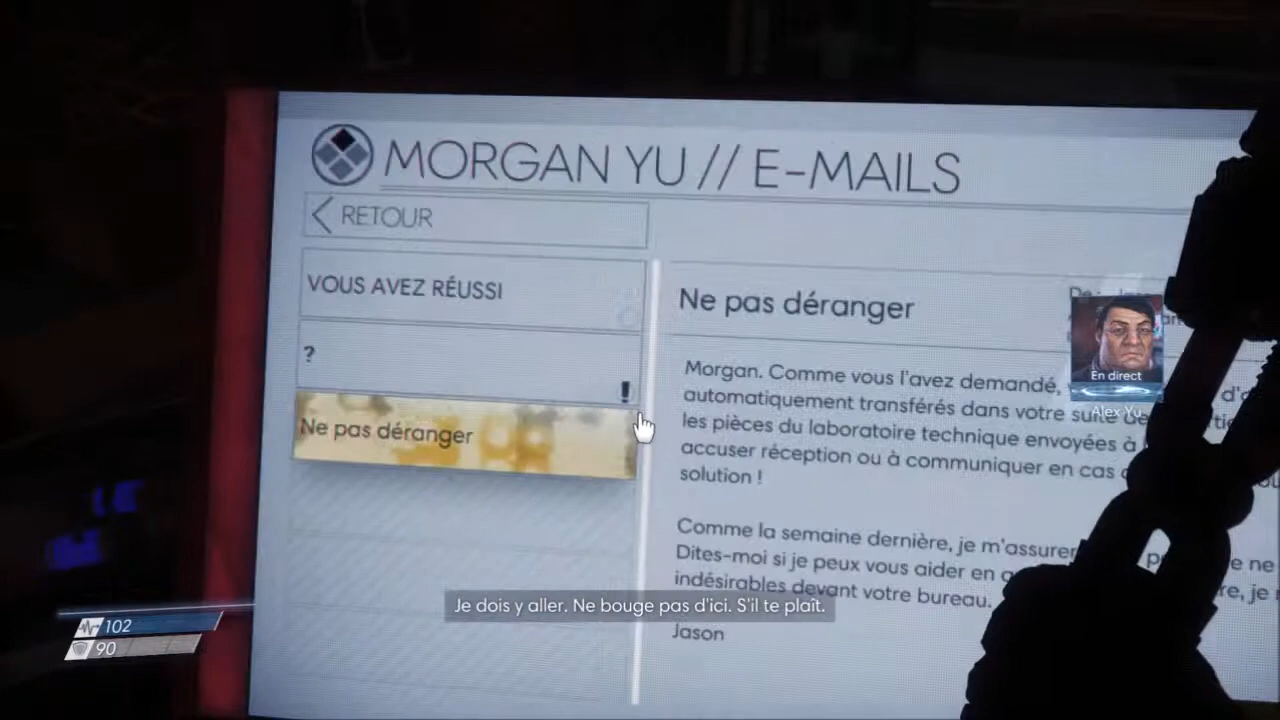 MORGAN YU // E-MAILS
RETOUR
VOUS AVEZ RÉUSSI
?
!
Ne pas déranger
Ne pas déranger
En direct
Alex Yu
Morgan. Comme vous l'avez demandé,
automatiquement transférés dans votre suite de
les pièces du laboratoire technique envoyées à
accuser réception ou à communiquer en cas
solution !
Comme la semaine dernière, je m'assurer
Dites-moi si je peux vous aider en
indésirables devant votre bureau.
Jason
Je dois y aller. Ne bouge pas d'ici. S'il te plaît.
102
90